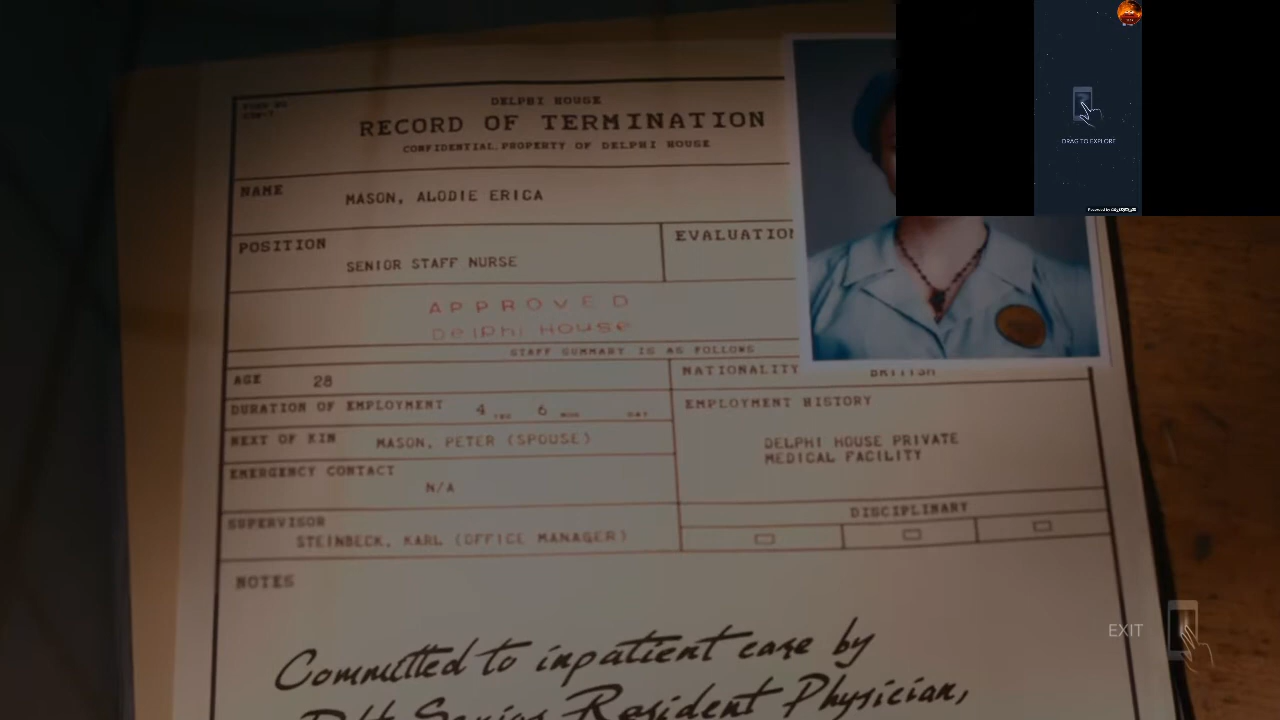 DELPHI HOUSE
RECORD OF TERMINATION
CONFIDENTIAL PROPERTY OF DELPHI HOUSE
NAME MASON, ALODIE ERICA
POSITION SENIOR STAFF NURSE
EVALUATION
APPROVED
Delphi House
STAFF SUMMARY IS AS FOLLOWS
AGE 28
NATIONALITY BRITISH
DURATION OF EMPLOYMENT 4 6
EMPLOYMENT HISTORY
NEXT OF KIN MASON, PETER (SPOUSE)
DELPHI HOUSE PRIVATE
MEDICAL FACILITY
EMERGENCY CONTACT
N/A
DISCIPLINARY
SUPERVISOR
STEINBECK, KARL (OFFICE MANAGER)
NOTES
Committed to inpatient care by
Senior Resident Physician,
DRAG TO EXPLORE
EXIT